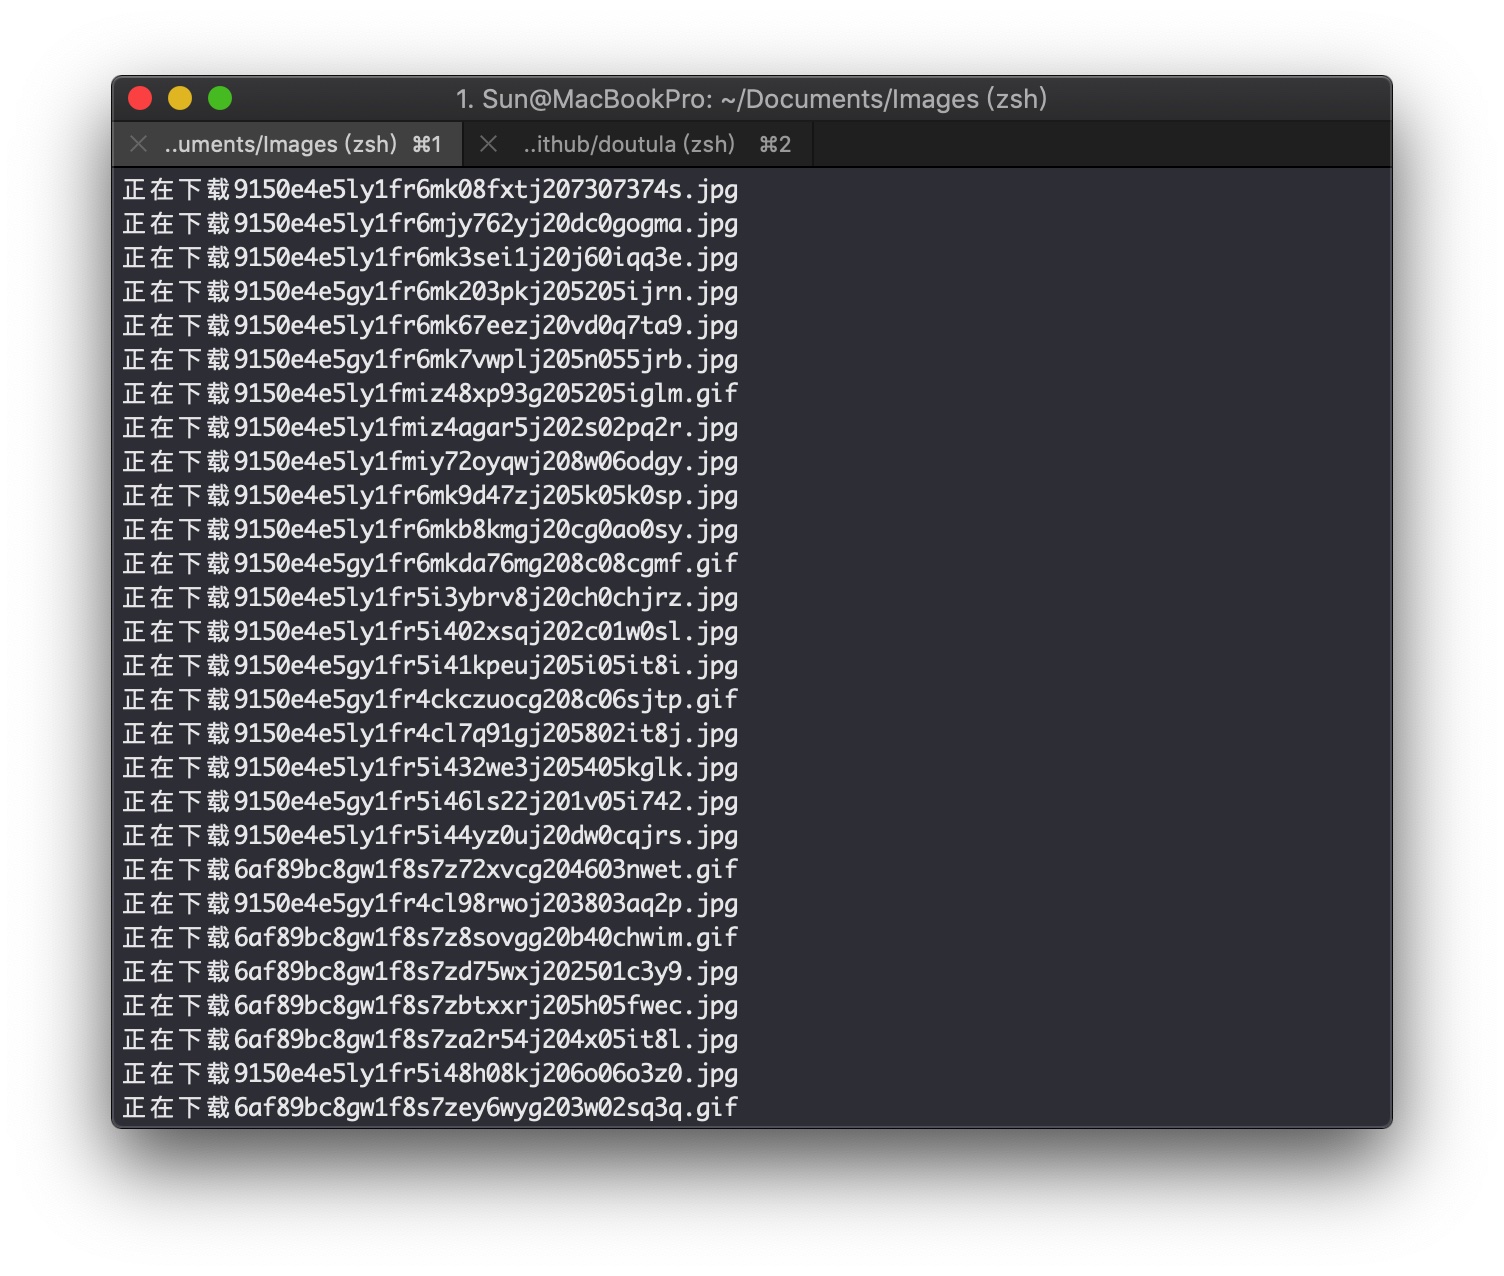 1. Sun@MacBookPro: ~/Documents/Images (zsh)
..uments/Images (zsh) ⌘1 ..ithub/doutula (zsh) ⌘2
正在下载9150e4e5ly1fr6mk08fxtj207307374s.jpg
正在下载9150e4e5ly1fr6mjy762yj20dc0gogma.jpg
正在下载9150e4e5ly1fr6mk3sei1j20j60iqq3e.jpg
正在下载9150e4e5gy1fr6mk203pkj205205ijrn.jpg
正在下载9150e4e5ly1fr6mk67eezj20vd0q7ta9.jpg
正在下载9150e4e5gy1fr6mk7vwplj205n055jrb.jpg
正在下载9150e4e5ly1fmiz48xp93g205205iglm.gif
正在下载9150e4e5ly1fmiz4agar5j202s02pq2r.jpg
正在下载9150e4e5ly1fmiy72oyqwj208w06odgy.jpg
正在下载9150e4e5ly1fr6mk9d47zj205k05k0sp.jpg
正在下载9150e4e5ly1fr6mkb8kmgj20cg0ao0sy.jpg
正在下载9150e4e5gy1fr6mkda76mg208c08cgmf.gif
正在下载9150e4e5ly1fr5i3ybrv8j20ch0chjrz.jpg
正在下载9150e4e5ly1fr5i402xsqj202c01w0sl.jpg
正在下载9150e4e5gy1fr5i41kpeuj205i05it8i.jpg
正在下载9150e4e5gy1fr4ckczuocg208c06sjtp.gif
正在下载9150e4e5ly1fr4cl7q91gj205802it8j.jpg
正在下载9150e4e5ly1fr5i432we3j205405kglk.jpg
正在下载9150e4e5gy1fr5i46ls22j201v05i742.jpg
正在下载9150e4e5ly1fr5i44yz0uj20dw0cqjrs.jpg
正在下载6af89bc8gw1f8s7z72xvcg204603nwet.gif
正在下载9150e4e5gy1fr4cl98rwoj203803aq2p.jpg
正在下载6af89bc8gw1f8s7z8sovgg20b40chwim.gif
正在下载6af89bc8gw1f8s7zd75wxj202501c3y9.jpg
正在下载6af89bc8gw1f8s7zbtxxrj205h05fwec.jpg
正在下载6af89bc8gw1f8s7za2r54j204x05it8l.jpg
正在下载9150e4e5ly1fr5i48h08kj206o06o3z0.jpg
正在下载6af89bc8gw1f8s7zey6wyg203w02sq3q.gif